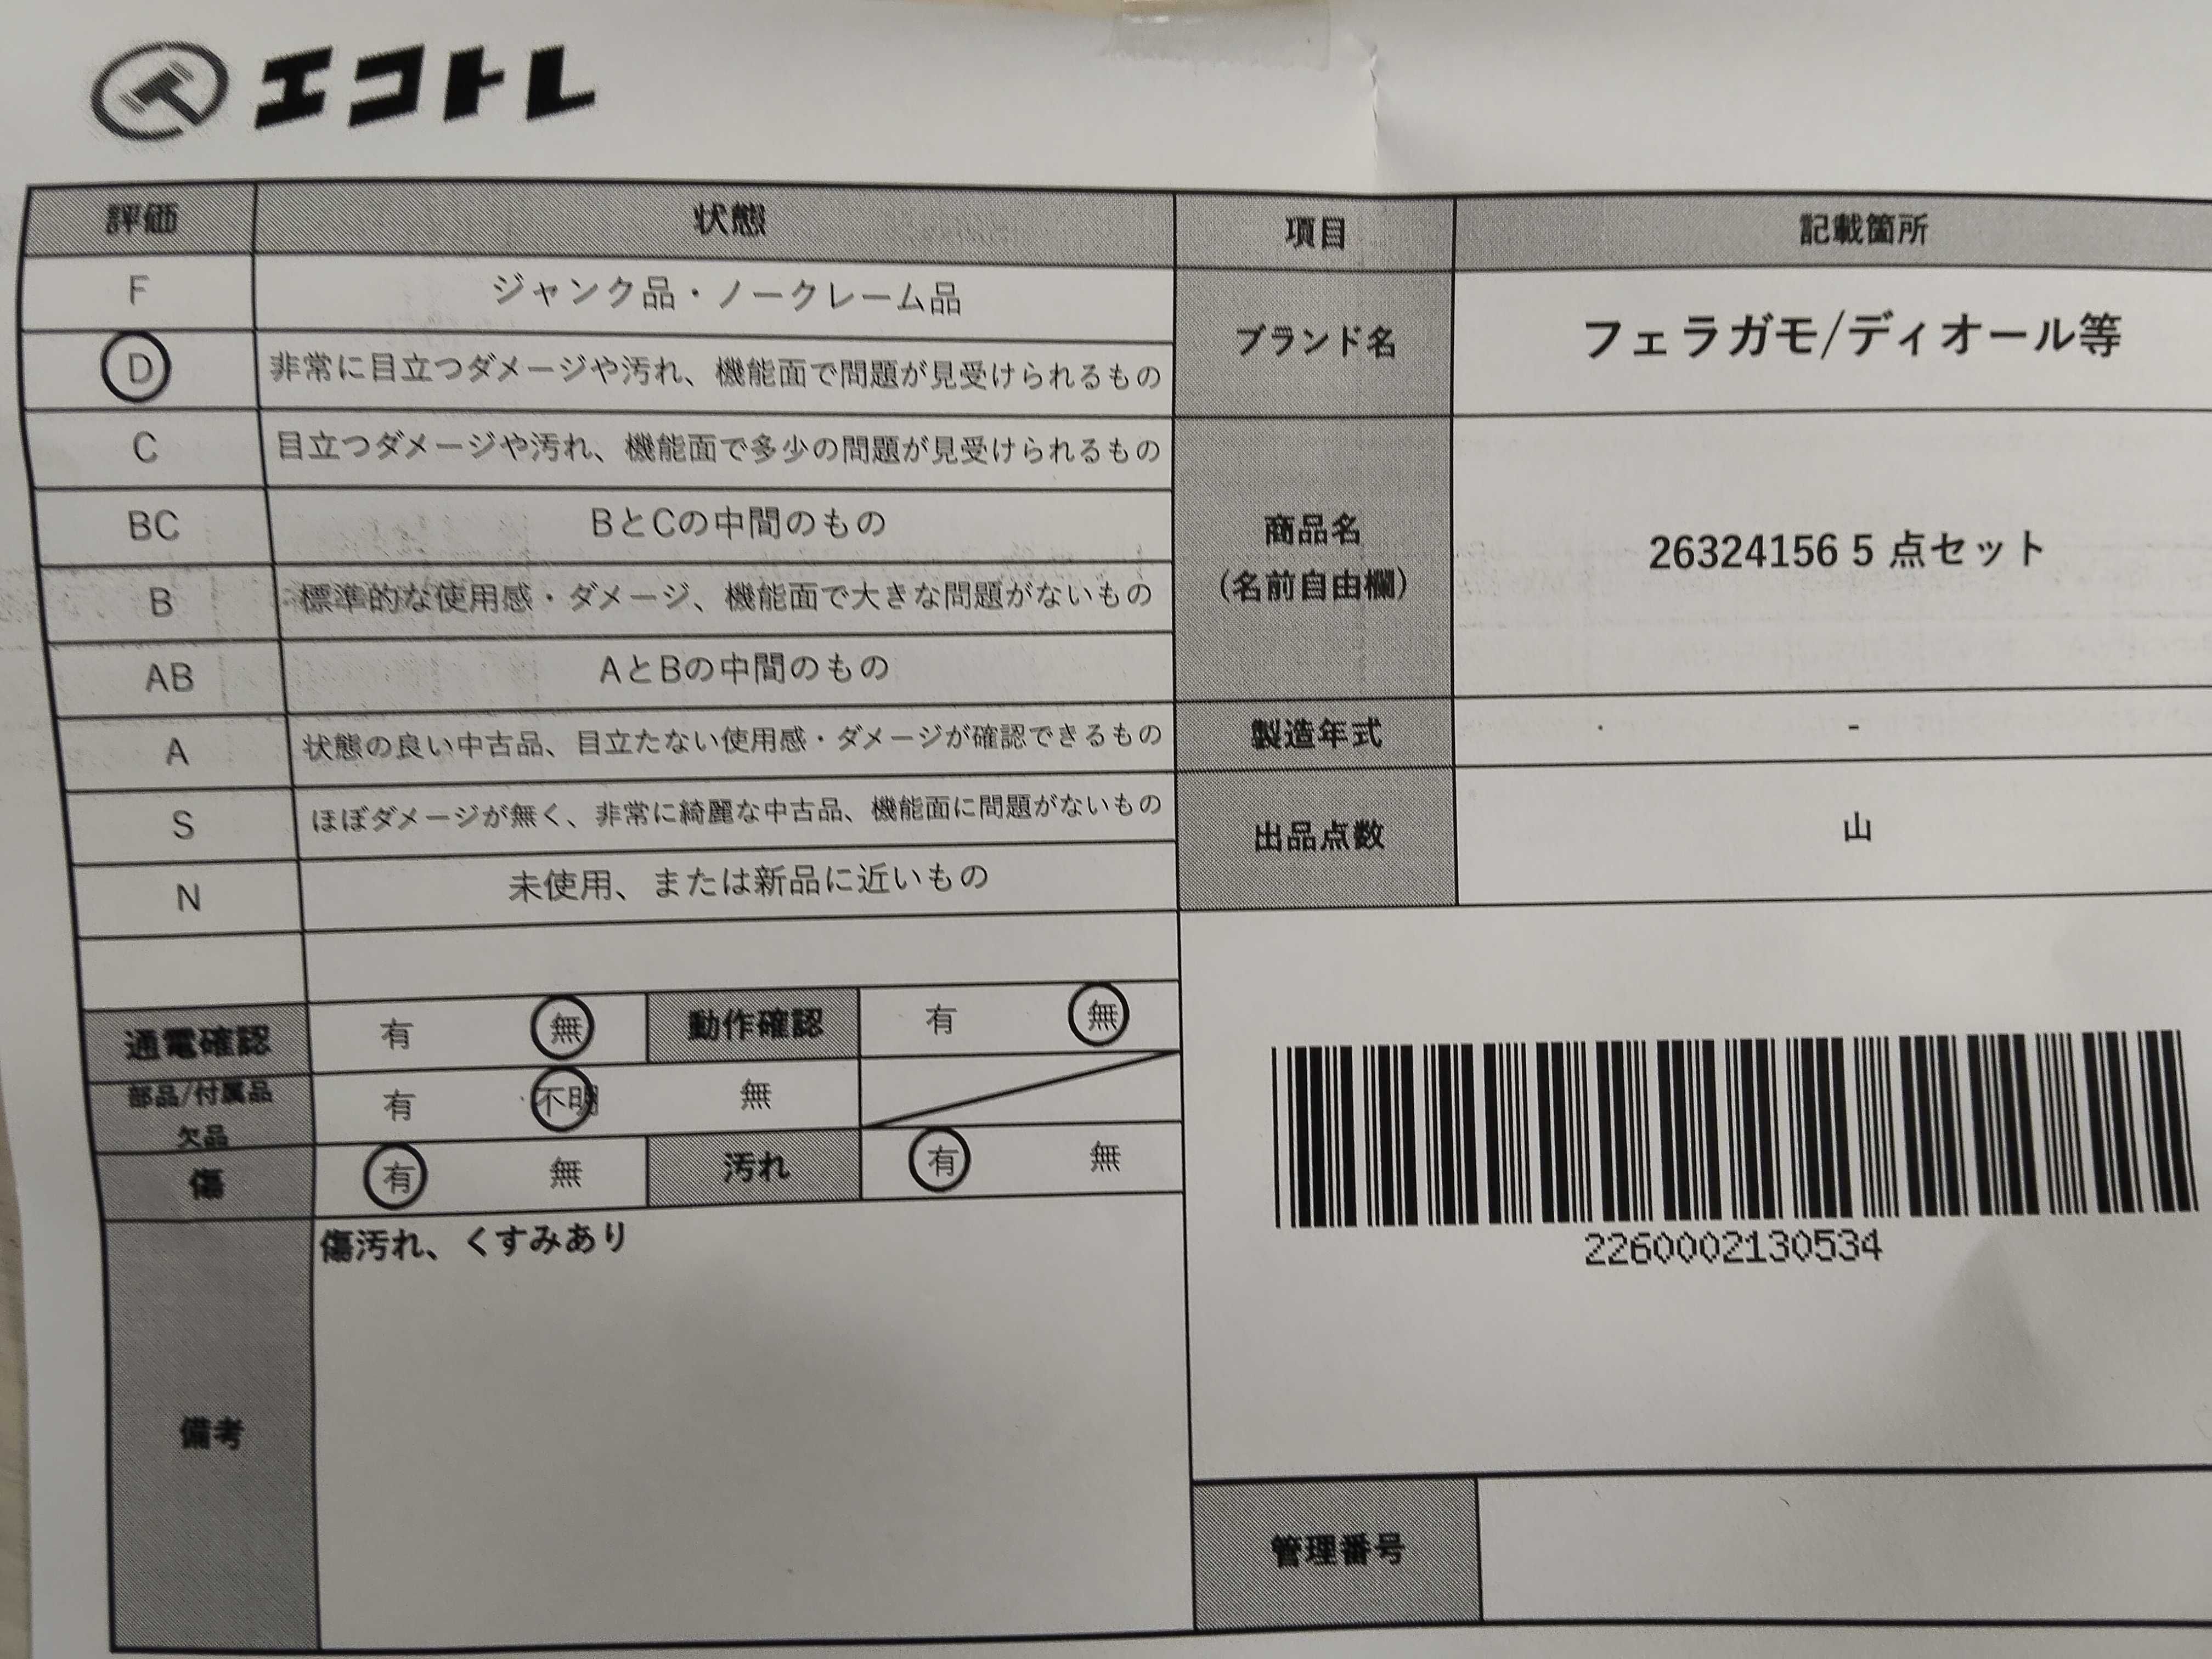 エコトレ
評価 状態 項目 記載箇所
F ジャンク品・ノークレーム品
D 非常に目立つダメージや汚れ、機能面で問題が見受けられるもの
ブランド名 フェラガモ/ディオール等
C 目立つダメージや汚れ、機能面で多少の問題が見受けられるもの
BC BとCの中間のもの
B 標準的な使用感・ダメージ、機能面で大きな問題がないもの
商品名
(名前自由欄)
26324156 5 点セット
AB AとBの中間のもの
A 状態の良い中古品、目立たない使用感・ダメージが確認できるもの
製造年式 -
S ほぼダメージが無く、非常に綺麗な中古品、機能面に問題がないもの
出品点数 山
N 未使用、または新品に近いもの
通電確認 有 無 動作確認 有 無
部品/付属品
欠品
有 不明 無
傷 有 無 汚れ 有 無
備考
傷汚れ、くすみあり
2260002130534
管理番号